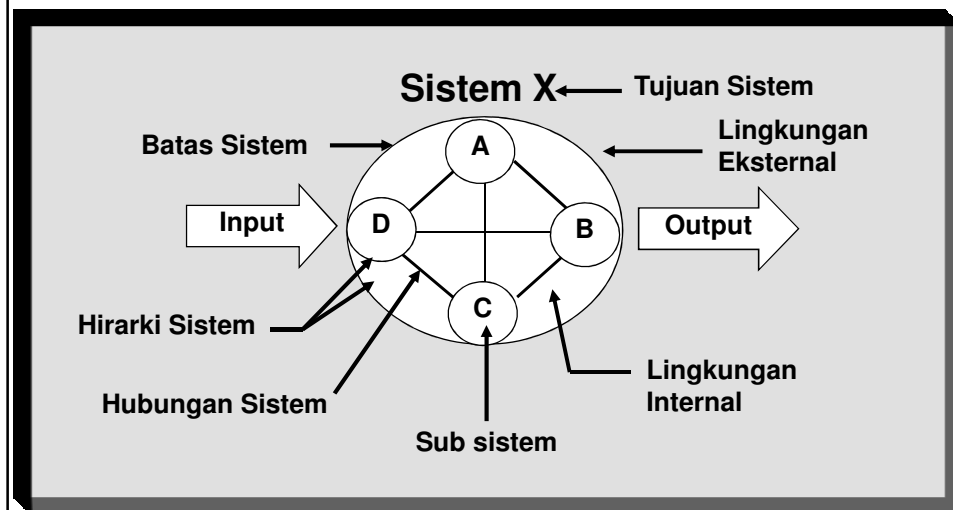 Sistem X
Tujuan Sistem
Batas Sistem
Lingkungan
Eksternal
A
Input
D
B
Output
C
Hirarki Sistem
Hubungan Sistem
Lingkungan
Internal
Sub sistem